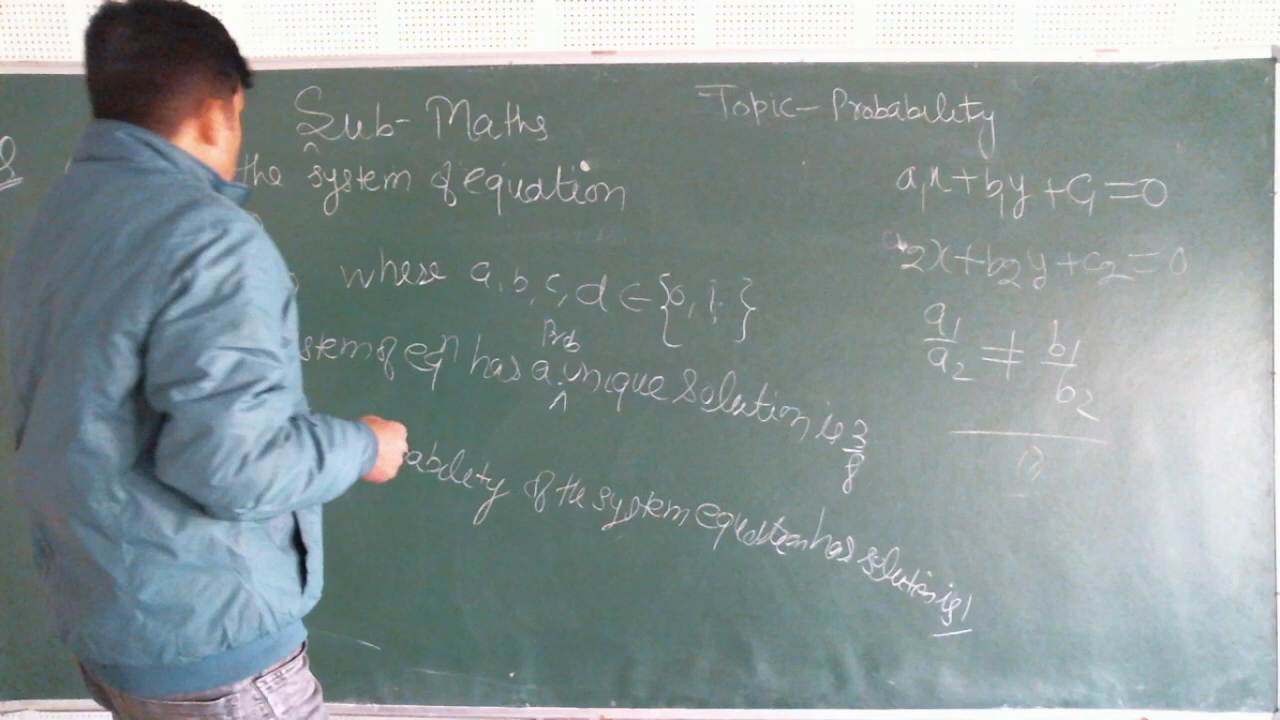 Sub- Maths
Topic- Probability
the system of equation
where a, b, c, d ∈ {0, 1}
stem of eqn has a unique solution is 3/8
Prob
ability of the system equation has solution is 1
a1x+b1y+c1=0
a2x+b2y+c2=0
a1/a2 ≠ b1/b2